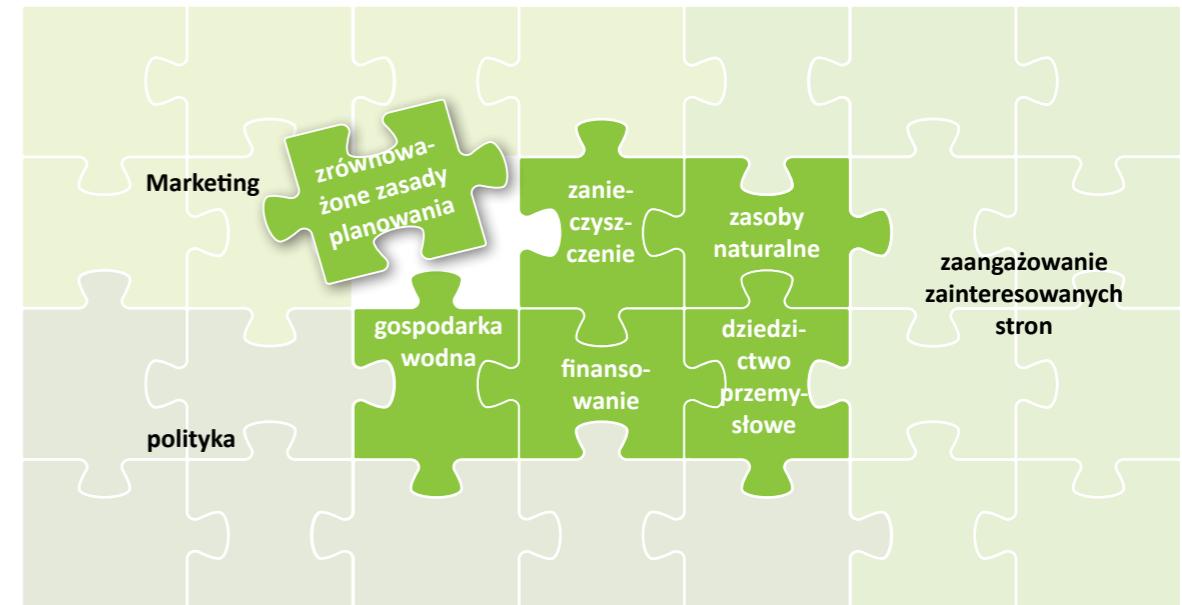 Marketing
zrównowa-
żone zasady
planowania
zanie-
czysz-
czenie
zasoby
naturalne
zaangażowanie
zainteresowanych
stron
gospodarka
wodna
finanso-
wanie
dziedzi-
ctwo
przemy-
słowe
polityka